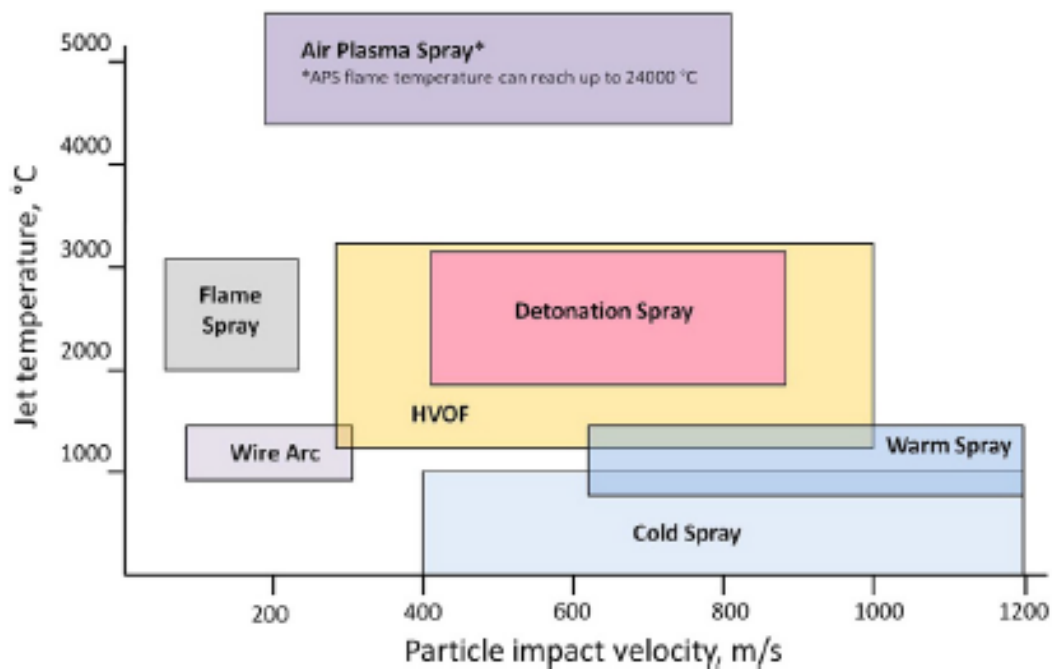 5000
Air Plasma Spray*
*APS flame temperature can reach up to 24000 °C
4000
Jet temperature, °C
3000
Flame
Spray
Detonation Spray
2000
HVOF
Wire Arc
Warm Spray
1000
Cold Spray
200
400
600
800
1000
1200
Particle impact velocity, m/s